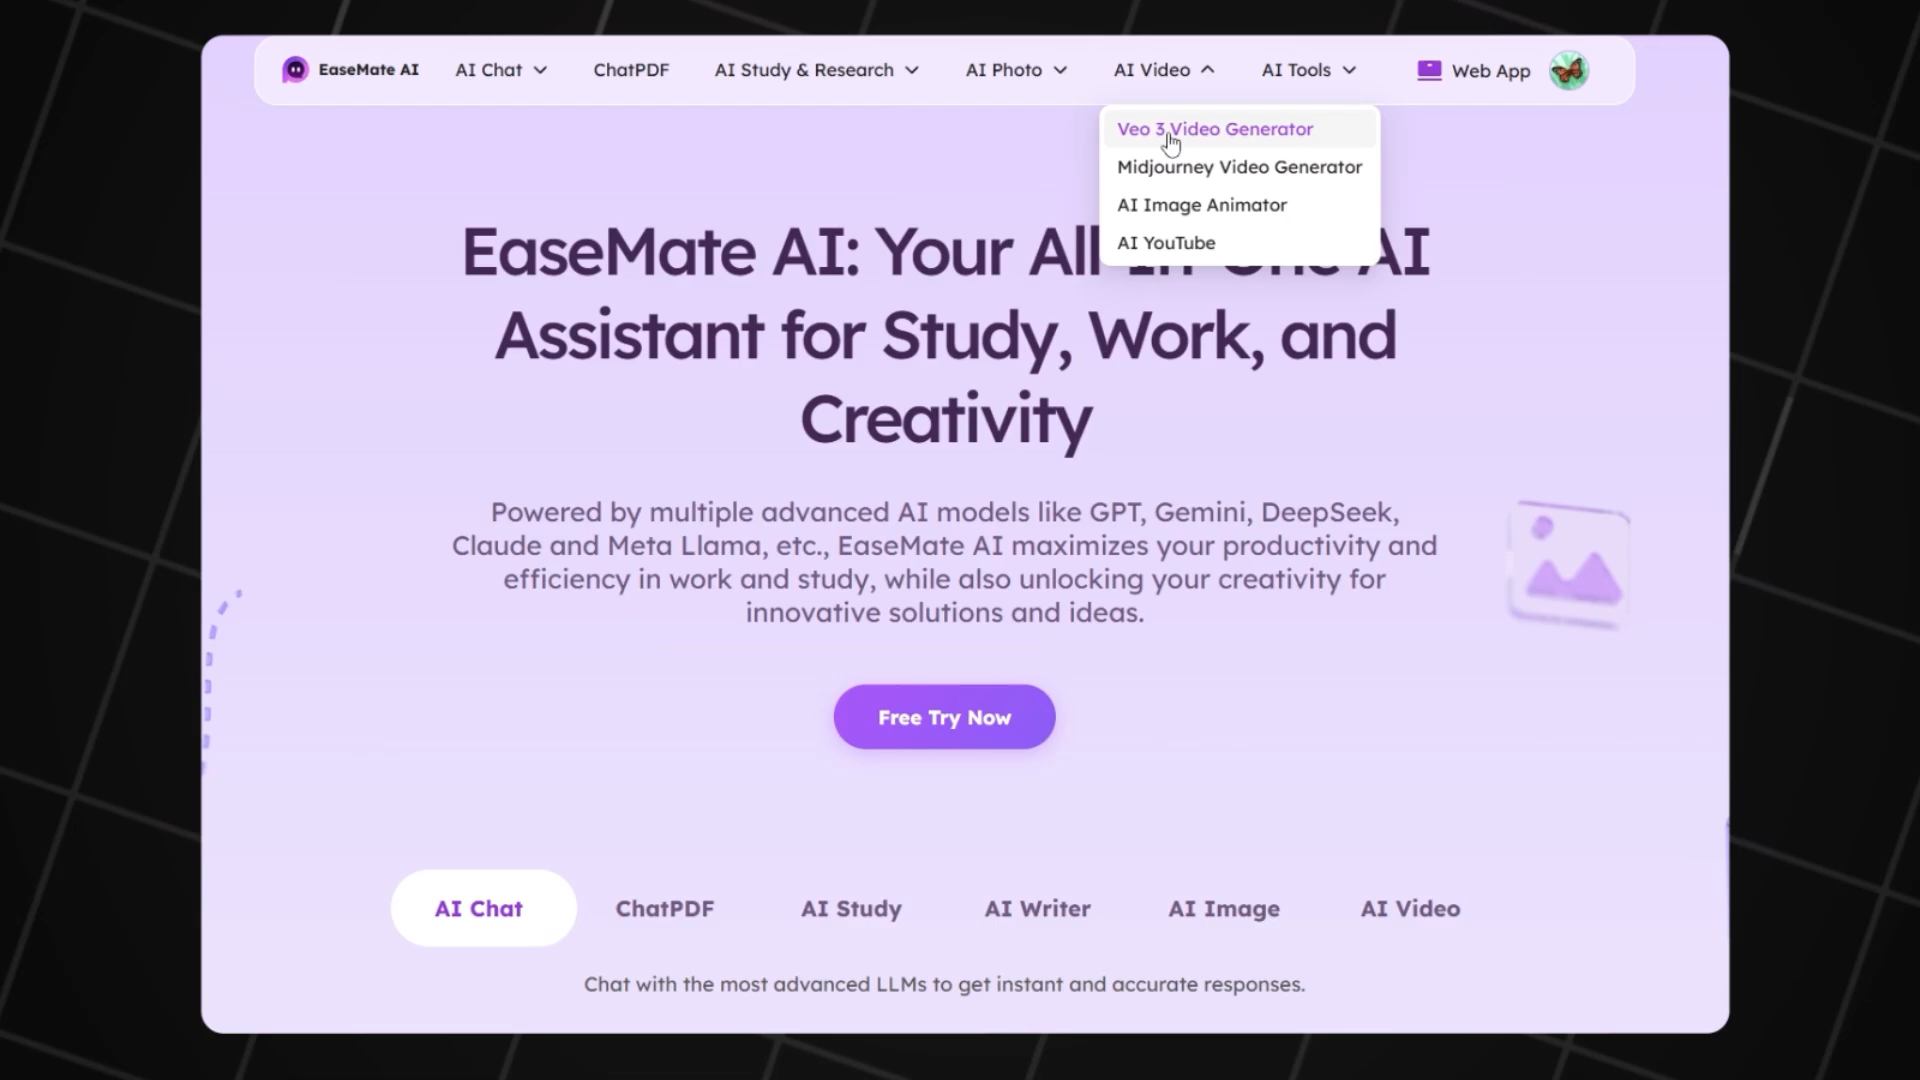 EaseMate AI
AI Chat
ChatPDF
AI Study & Research
AI Photo
AI Video
AI Tools
Web App
Veo 3 Video Generator
Midjourney Video Generator
AI Image Animator
AI YouTube
EaseMate AI: Your All-In-One AI
Assistant for Study, Work, and
Creativity
Powered by multiple advanced AI models like GPT, Gemini, DeepSeek,
Claude and Meta Llama, etc., EaseMate AI maximizes your productivity and
efficiency in work and study, while also unlocking your creativity for
innovative solutions and ideas.
Free Try Now
AI Chat
ChatPDF
AI Study
AI Writer
AI Image
AI Video
Chat with the most advanced LLMs to get instant and accurate responses.